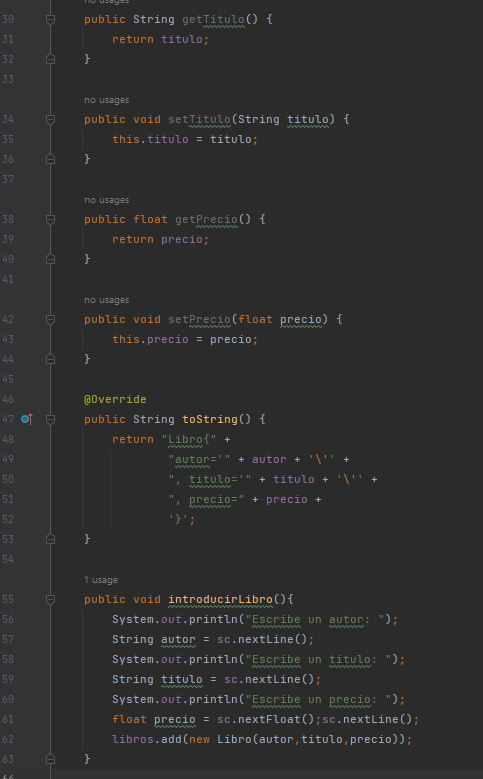 no usages
30 public String getTitulo() {
31 return titulo;
32 }
33
no usages
34 public void setTitulo(String titulo) {
35 this.titulo = titulo;
36 }
37
no usages
38 public float getPrecio() {
39 return precio;
40 }
41
no usages
42 public void setPrecio(float precio) {
43 this.precio = precio;
44 }
45
46 @Override
47 public String toString() {
48 return "Libro{" +
49 "autor='" + autor + '\'' +
50 ", titulo='" + titulo + '\'' +
51 ", precio=" + precio +
52 '}';
53 }
54
1 usage
55 public void introducirLibro(){
56 System.out.println("Escribe un autor: ");
57 String autor = sc.nextLine();
58 System.out.println("Escribe un titulo: ");
59 String titulo = sc.nextLine();
60 System.out.println("Escribe un precio: ");
61 float precio = sc.nextFloat();sc.nextLine();
62 libros.add(new Libro(autor,titulo,precio));
63 }